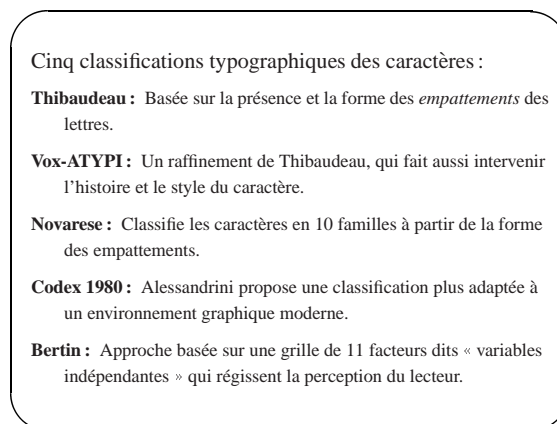 Cinq classifications typographiques des caractères :
Thibaudeau : Basée sur la présence et la forme des empattements des
lettres.
Vox-ATYPI : Un raffinement de Thibaudeau, qui fait aussi intervenir
l’histoire et le style du caractère.
Novarese : Classifie les caractères en 10 familles à partir de la forme
des empattements.
Codex 1980 : Alessandrini propose une classification plus adaptée à
un environnement graphique moderne.
Bertin : Approche basée sur une grille de 11 facteurs dits « variables
indépendantes » qui régissent la perception du lecteur.